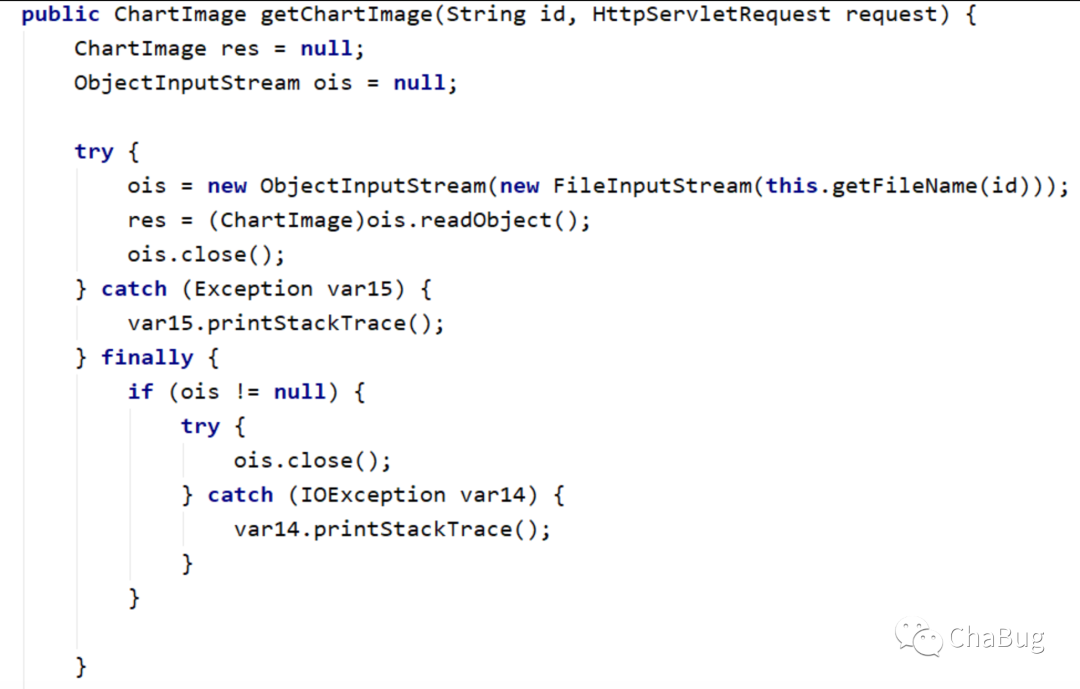 public ChartImage getChartImage(String id, HttpServletRequest request) {
    ChartImage res = null;
    ObjectInputStream ois = null;

    try {
        ois = new ObjectInputStream(new FileInputStream(this.getFileName(id)));
        res = (ChartImage)ois.readObject();
        ois.close();
    } catch (Exception var15) {
        var15.printStackTrace();
    } finally {
        if (ois != null) {
            try {
                ois.close();
            } catch (IOException var14) {
                var14.printStackTrace();
            }
        }

    }
ChaBug